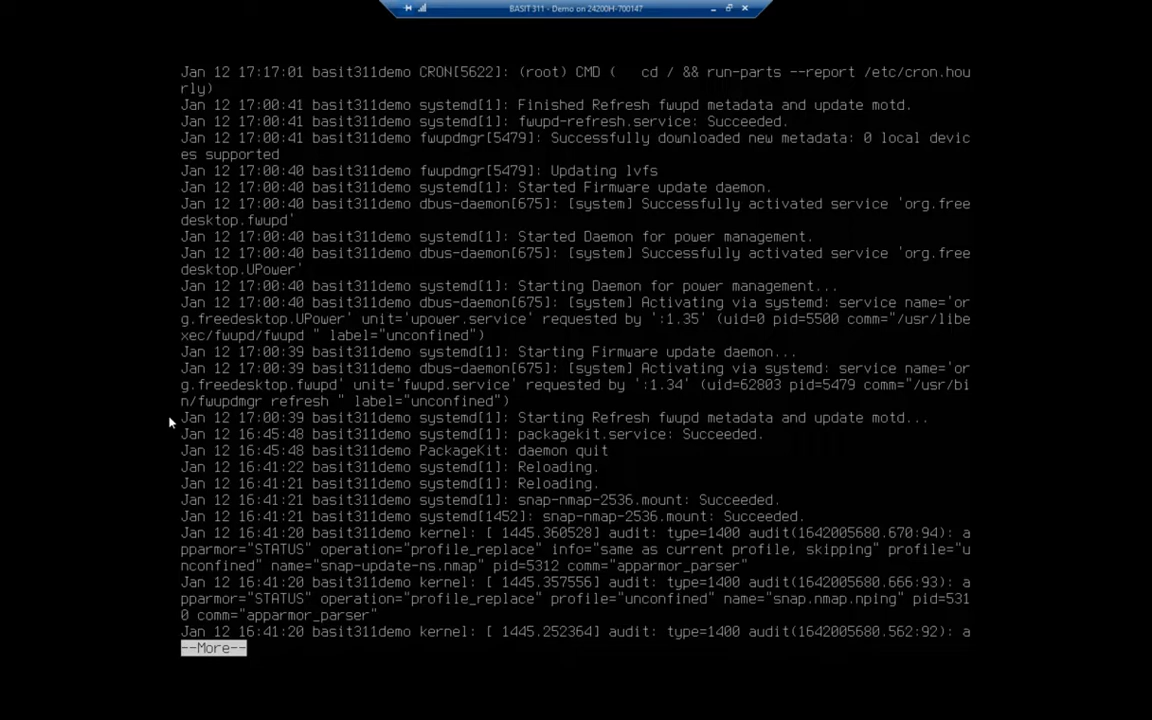 BASIT 311 - Demo on 24200H-700147
Jan 12 17:17:01 basit311demo CRON[5622]: (root) CMD (   cd / && run-parts --report /etc/cron.hou
rly)
Jan 12 17:00:41 basit311demo systemd[1]: Finished Refresh fwupd metadata and update motd.
Jan 12 17:00:41 basit311demo systemd[1]: fwupd-refresh.service: Succeeded.
Jan 12 17:00:41 basit311demo fwupdmgr[5479]: Successfully downloaded new metadata: 0 local devic
es supported
Jan 12 17:00:40 basit311demo fwupdmgr[5479]: Updating lvfs
Jan 12 17:00:40 basit311demo systemd[1]: Started Firmware update daemon.
Jan 12 17:00:40 basit311demo dbus-daemon[675]: [system] Successfully activated service 'org.free
desktop.fwupd'
Jan 12 17:00:40 basit311demo systemd[1]: Started Daemon for power management.
Jan 12 17:00:40 basit311demo dbus-daemon[675]: [system] Successfully activated service 'org.free
desktop.UPower'
Jan 12 17:00:40 basit311demo systemd[1]: Starting Daemon for power management...
Jan 12 17:00:40 basit311demo dbus-daemon[675]: [system] Activating via systemd: service name='or
g.freedesktop.UPower' unit='upower.service' requested by ':1.35' (uid=0 pid=5500 comm="/usr/libe
xec/fwupd/fwupd " label="unconfined")
Jan 12 17:00:39 basit311demo systemd[1]: Starting Firmware update daemon...
Jan 12 17:00:39 basit311demo dbus-daemon[675]: [system] Activating via systemd: service name='or
g.freedesktop.fwupd' unit='fwupd.service' requested by ':1.34' (uid=62803 pid=5479 comm="/usr/bi
n/fwupdmgr refresh " label="unconfined")
Jan 12 17:00:39 basit311demo systemd[1]: Starting Refresh fwupd metadata and update motd...
Jan 12 16:45:48 basit311demo systemd[1]: packagekit.service: Succeeded.
Jan 12 16:45:48 basit311demo PackageKit: daemon quit
Jan 12 16:41:22 basit311demo systemd[1]: Reloading.
Jan 12 16:41:21 basit311demo systemd[1]: Reloading.
Jan 12 16:41:21 basit311demo systemd[1]: snap-nmap-2536.mount: Succeeded.
Jan 12 16:41:21 basit311demo systemd[1452]: snap-nmap-2536.mount: Succeeded.
Jan 12 16:41:20 basit311demo kernel: [ 1445.360528] audit: type=1400 audit(1642005680.670:94): a
pparmor="STATUS" operation="profile_replace" info="same as current profile, skipping" profile="u
nconfined" name="snap-update-ns.nmap" pid=5312 comm="apparmor_parser"
Jan 12 16:41:20 basit311demo kernel: [ 1445.357556] audit: type=1400 audit(1642005680.666:93): a
pparmor="STATUS" operation="profile_replace" profile="unconfined" name="snap.nmap.nping" pid=531
0 comm="apparmor_parser"
Jan 12 16:41:20 basit311demo kernel: [ 1445.252364] audit: type=1400 audit(1642005680.562:92): a
--More--